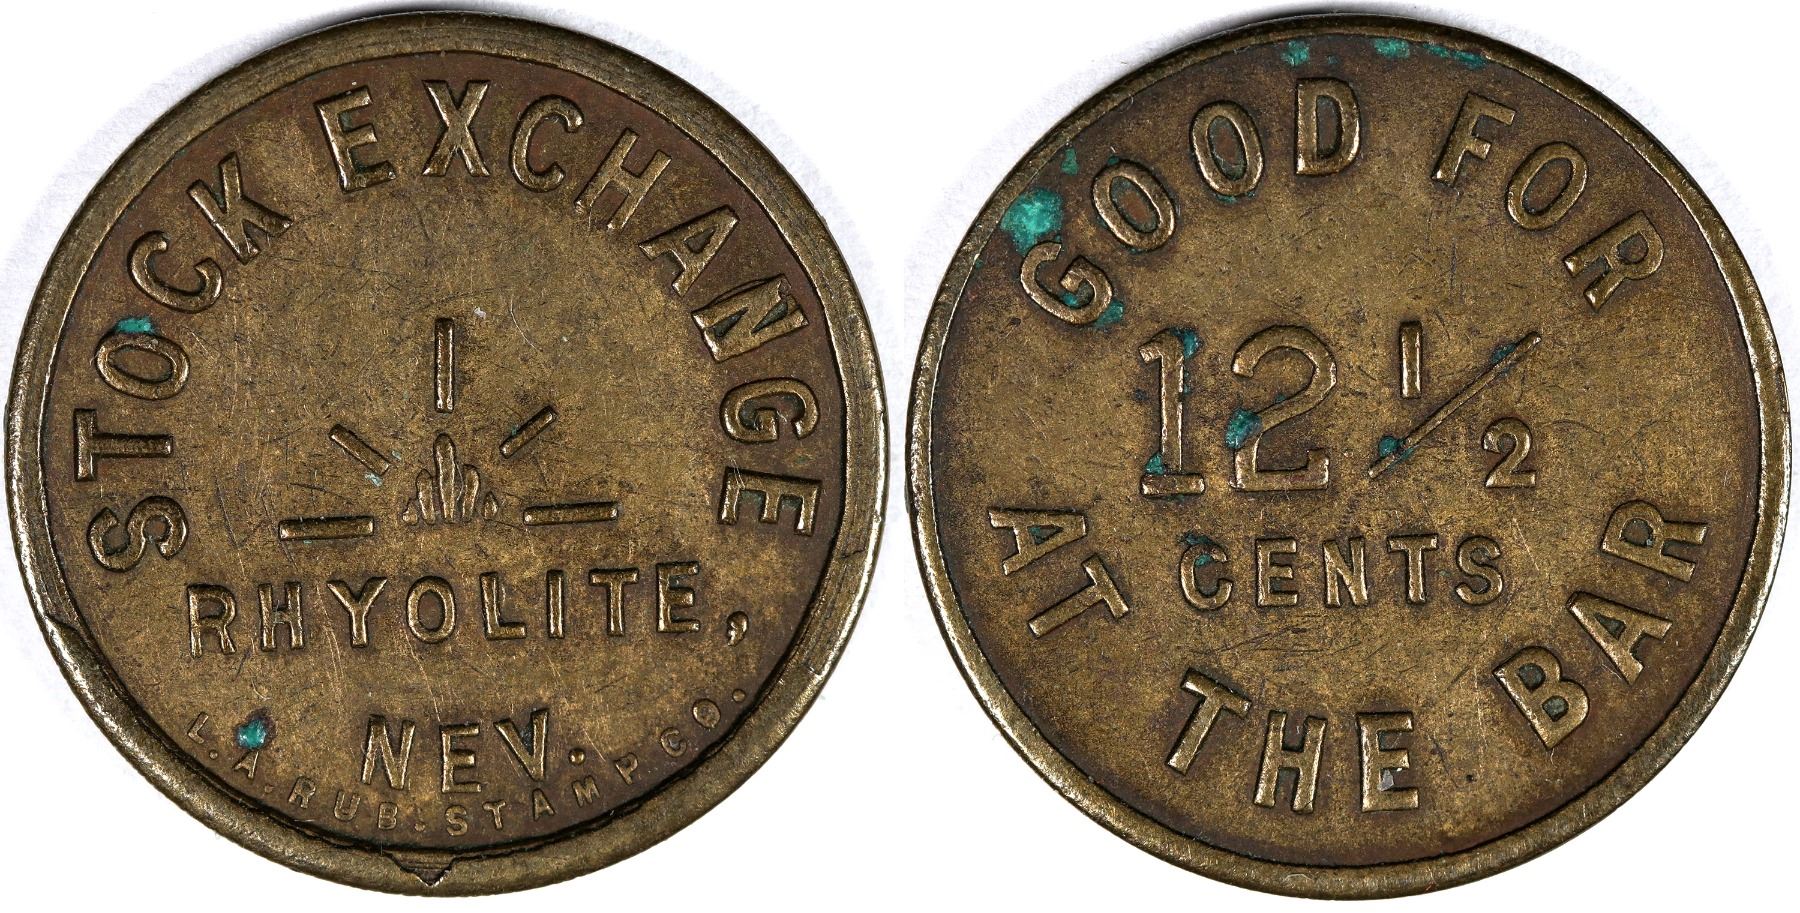 STOCK EXCHANGE
RHYOLITE,
NEV.
L.A. RUB. STAMP CO.
GOOD FOR
12 1/2
CENTS
AT THE BAR